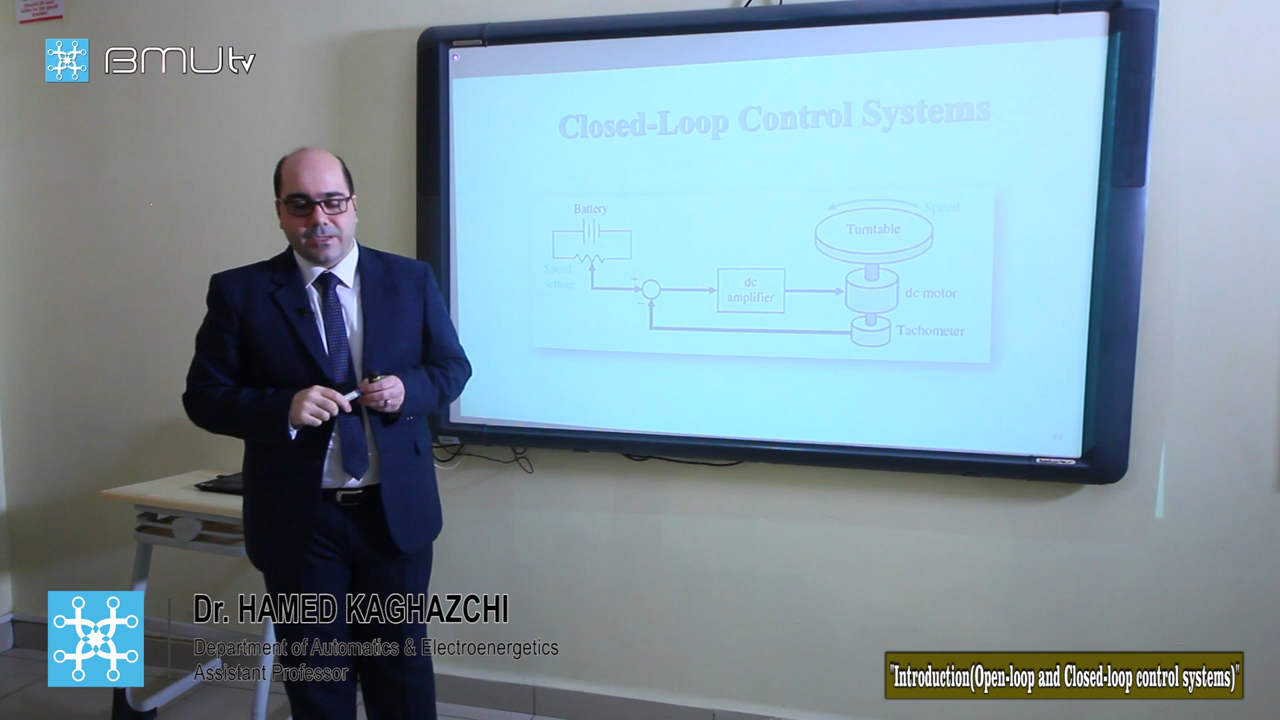 BMUtv
Closed-Loop Control Systems
Battery
Speed
Turntable
Speed
setting
+
dc
amplifier
dc motor
−
Tachometer
Dr. HAMED KAGHAZCHI
Department of Automatics & Electroenergetics
Assistant Professor
"Introduction(Open-loop and Closed-loop control systems)"